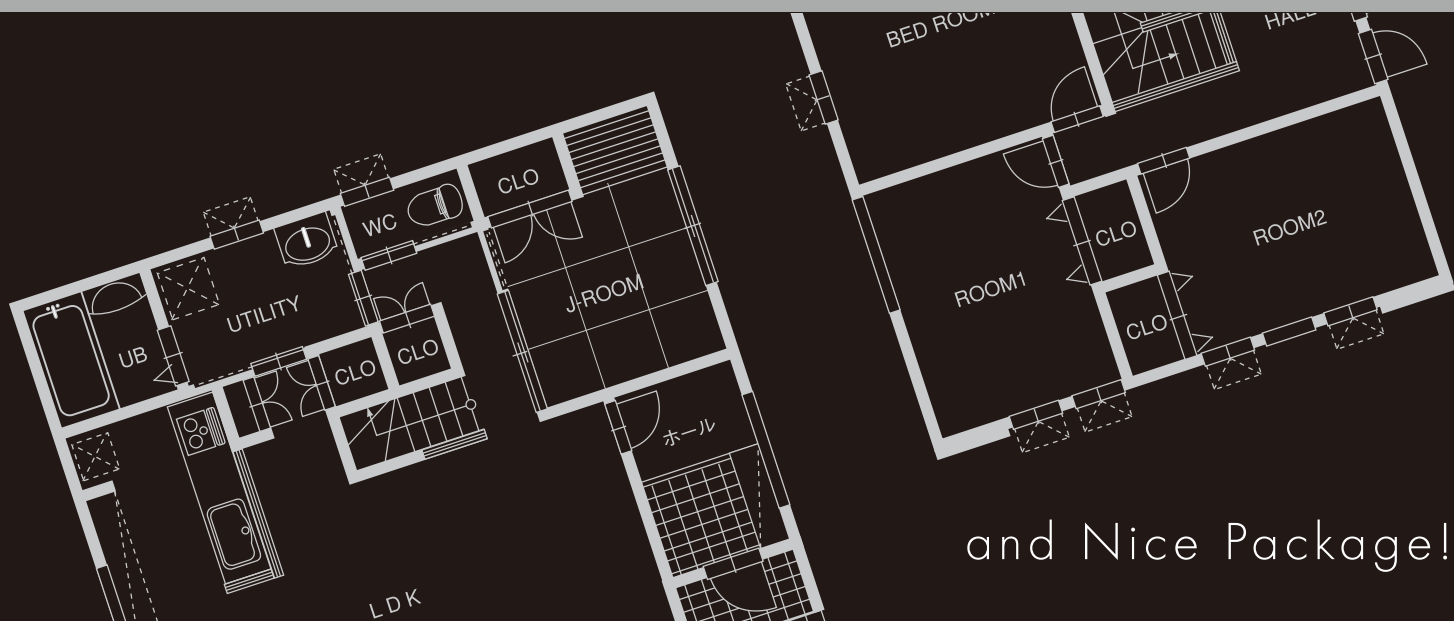 BED ROOM
HALL
CLO
WC
CLO
ROOM2
J-ROOM
ROOM1
UTILITY
UB
CLO
CLO
CLO
ホール
and Nice Package!
LDK